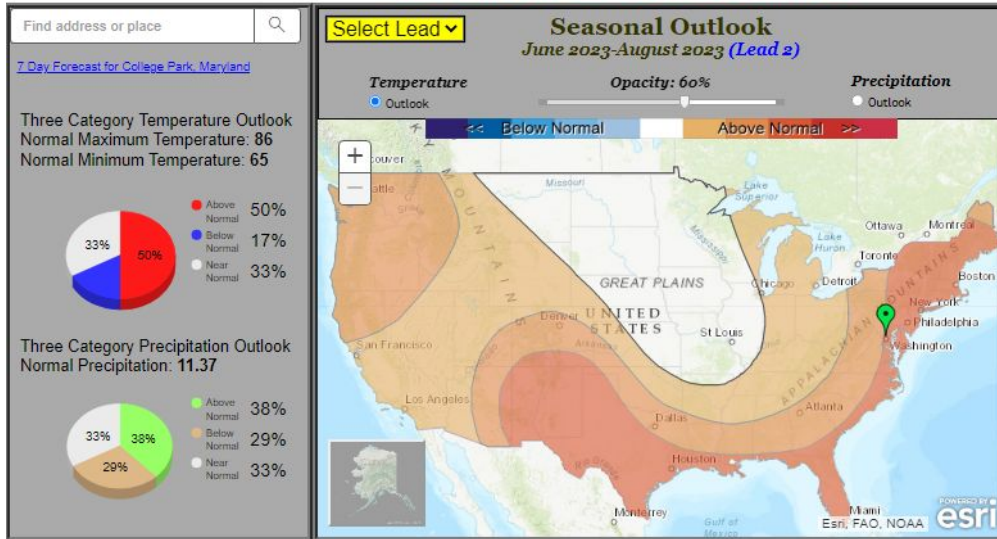 Find address or place
7 Day Forecast for College Park, Maryland
Three Category Temperature Outlook
Normal Maximum Temperature: 86
Normal Minimum Temperature: 65
Above Normal 50%
Below Normal 17%
Near Normal 33%
33%
50%
Three Category Precipitation Outlook
Normal Precipitation: 11.37
Above Normal 38%
Below Normal 29%
Near Normal 33%
33%
38%
29%
Select Lead
Seasonal Outlook
June 2023-August 2023 (Lead 2)
Temperature
Outlook
Opacity: 60%
Precipitation
Outlook
<< Below Normal
Above Normal >>
+
−
Missouri
Lake Superior
Ottawa
Montreal
Lake Huron
Toronto
MOUNTAINS
Mississippi
GREAT PLAINS
Chicago
Detroit
Boston
New York
Philadelphia
Washington
Denver
UNITED STATES
St Louis
Arkansas
San Francisco
APPALACHIAN MOUNTAINS
Los Angeles
Dallas
Atlanta
Houston
Monterrey
Gulf of
Miami
Esri, FAO, NOAA
POWERED BY
esri